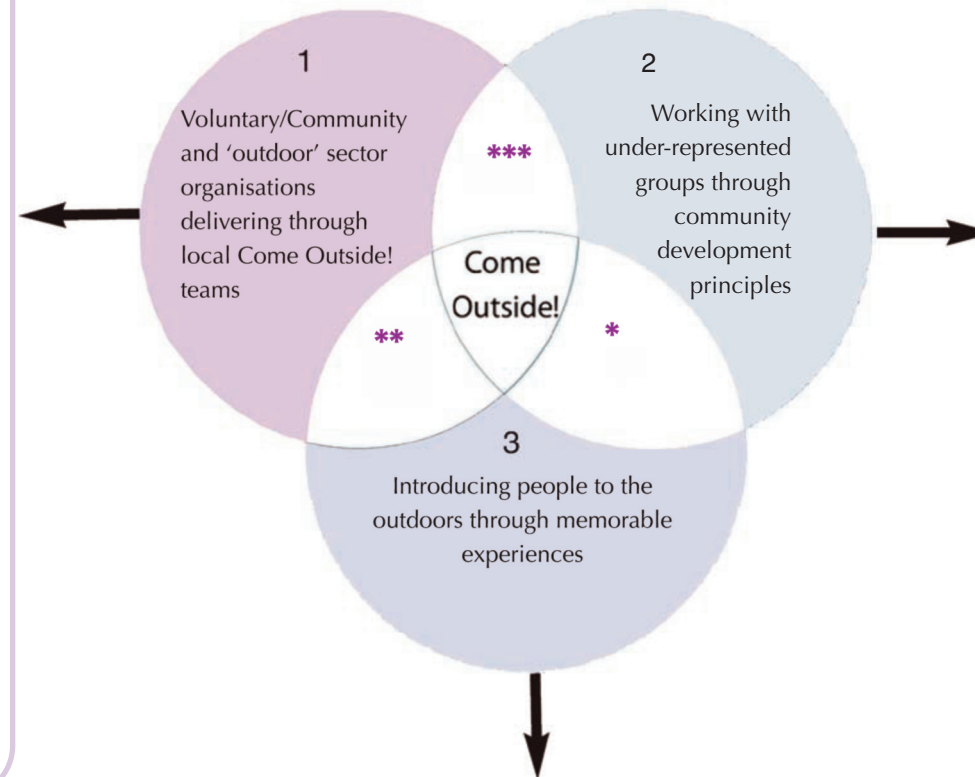 1
Voluntary/Community
and ‘outdoor’ sector
organisations
delivering through
local Come Outside!
teams
2
Working with
under-represented
groups through
community
development
principles
***
Come
Outside!
**
*
3
Introducing people to the
outdoors through memorable
experiences